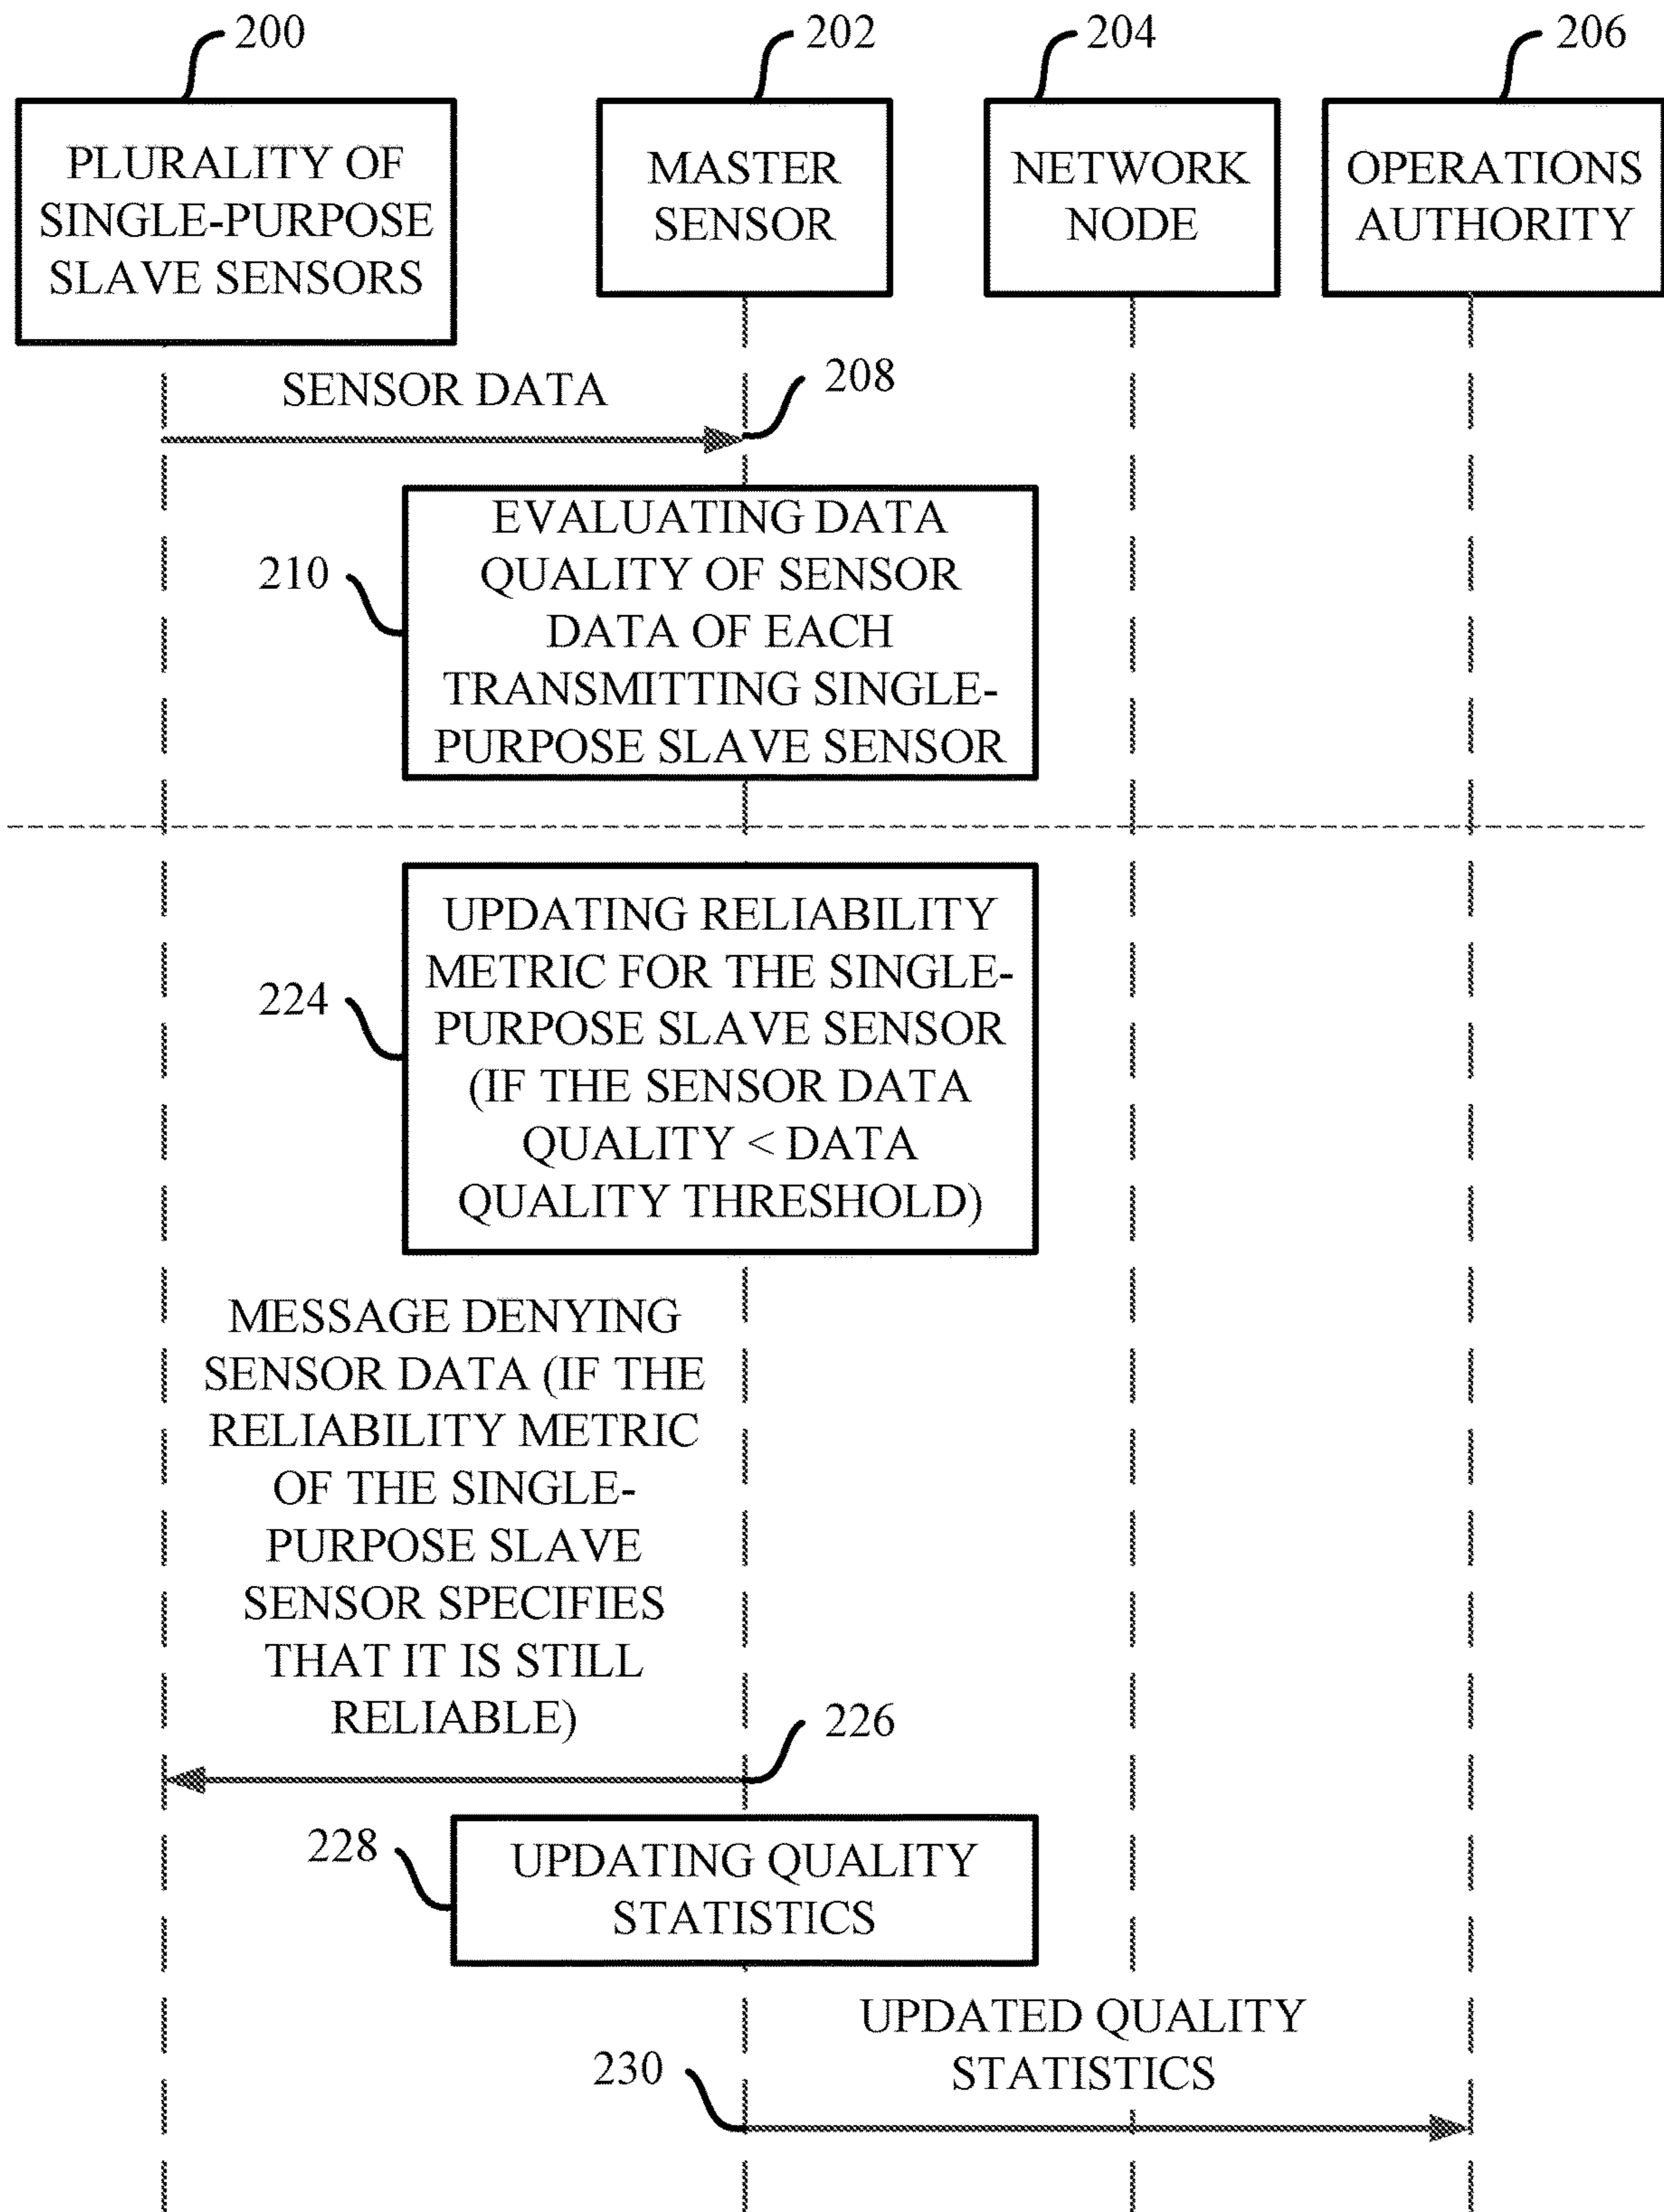 200
202
204
206
PLURALITY OF
SINGLE-PURPOSE
SLAVE SENSORS
MASTER
SENSOR
NETWORK
NODE
OPERATIONS
AUTHORITY
SENSOR DATA
208
210
EVALUATING DATA
QUALITY OF SENSOR
DATA OF EACH
TRANSMITTING SINGLE-
PURPOSE SLAVE SENSOR
224
UPDATING RELIABILITY
METRIC FOR THE SINGLE-
PURPOSE SLAVE SENSOR
(IF THE SENSOR DATA
QUALITY < DATA
QUALITY THRESHOLD)
MESSAGE DENYING
SENSOR DATA (IF THE
RELIABILITY METRIC
OF THE SINGLE-
PURPOSE SLAVE
SENSOR SPECIFIES
THAT IT IS STILL
RELIABLE)
226
228
UPDATING QUALITY
STATISTICS
UPDATED QUALITY
STATISTICS
230